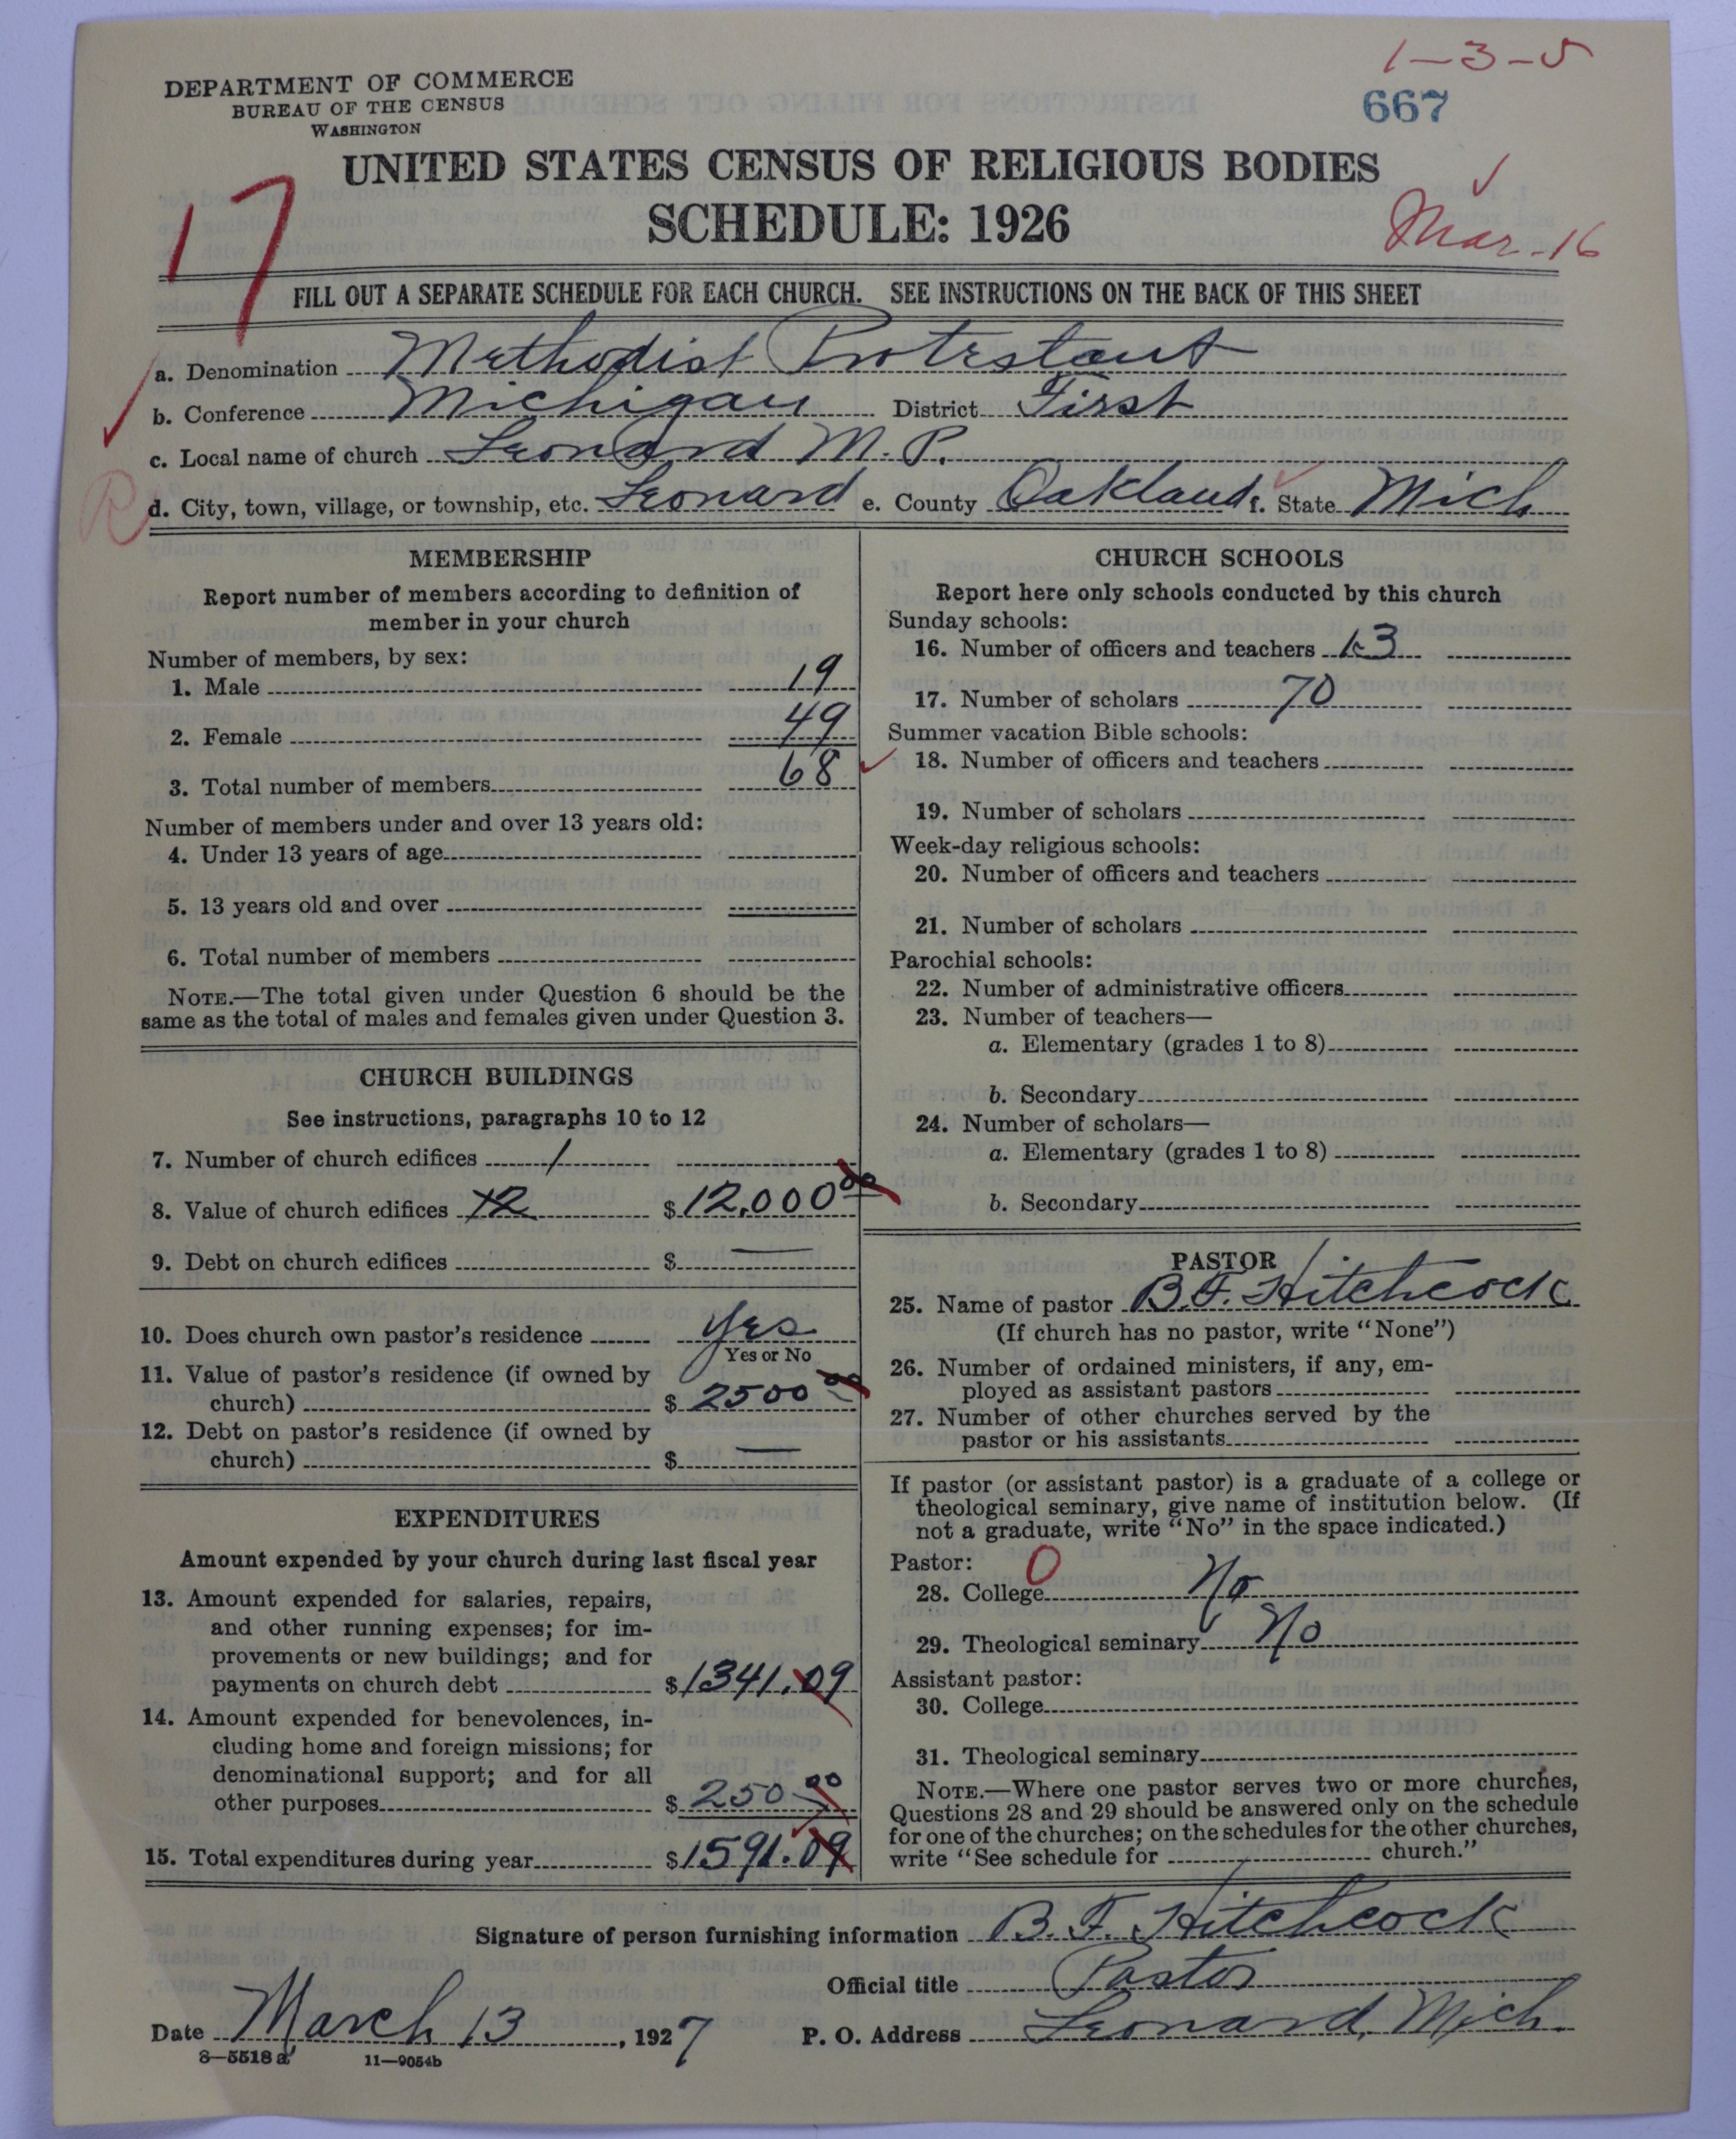 1-3-5
667
DEPARTMENT OF COMMERCE
BUREAU OF THE CENSUS
WASHINGTON
UNITED STATES CENSUS OF RELIGIOUS BODIES
SCHEDULE: 1926
17
Mar-16
FILL OUT A SEPARATE SCHEDULE FOR EACH CHURCH. SEE INSTRUCTIONS ON THE BACK OF THIS SHEET
a. Denomination Methodist Protestant
b. Conference Michigan District First
c. Local name of church Leonard M. P.
R
d. City, town, village, or township, etc. Leonard e. County Oakland f. State Mich
MEMBERSHIP
Report number of members according to definition of
member in your church
Number of members, by sex:
1. Male 19
2. Female 49
3. Total number of members 68
Number of members under and over 13 years old:
4. Under 13 years of age
5. 13 years old and over
6. Total number of members
NOTE.—The total given under Question 6 should be the
same as the total of males and females given under Question 3.
CHURCH BUILDINGS
See instructions, paragraphs 10 to 12
7. Number of church edifices 1
8. Value of church edifices 12 $12,000 00
9. Debt on church edifices $ —
10. Does church own pastor's residence Yes
Yes or No
11. Value of pastor's residence (if owned by
church) $ 2500 00
12. Debt on pastor's residence (if owned by
church) $ —
EXPENDITURES
Amount expended by your church during last fiscal year
13. Amount expended for salaries, repairs,
and other running expenses; for im-
provements or new buildings; and for
payments on church debt $1341.09
14. Amount expended for benevolences, in-
cluding home and foreign missions; for
denominational support; and for all
other purposes $ 250 00
15. Total expenditures during year $1591.09
CHURCH SCHOOLS
Report here only schools conducted by this church
Sunday schools:
16. Number of officers and teachers 13
17. Number of scholars 70
Summer vacation Bible schools:
18. Number of officers and teachers
19. Number of scholars
Week-day religious schools:
20. Number of officers and teachers
21. Number of scholars
Parochial schools:
22. Number of administrative officers
23. Number of teachers—
a. Elementary (grades 1 to 8)
b. Secondary
24. Number of scholars—
a. Elementary (grades 1 to 8)
b. Secondary
PASTOR
25. Name of pastor B. F. Hitchcock
(If church has no pastor, write "None")
26. Number of ordained ministers, if any, em-
ployed as assistant pastors
27. Number of other churches served by the
pastor or his assistants
If pastor (or assistant pastor) is a graduate of a college or
theological seminary, give name of institution below. (If
not a graduate, write "No" in the space indicated.)
Pastor: 0
28. College No
29. Theological seminary No
Assistant pastor:
30. College
31. Theological seminary
NOTE.—Where one pastor serves two or more churches,
Questions 28 and 29 should be answered only on the schedule
for one of the churches; on the schedules for the other churches,
write "See schedule for church."
Signature of person furnishing information B. F. Hitchcock
Official title Pastor
Date March 13, 1927 P. O. Address Leonard, Mich.
8—5518 a 11—9054b